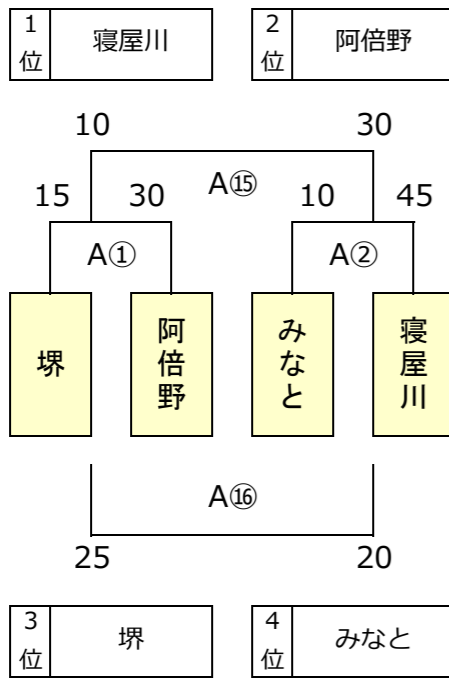 1位 寝屋川 2位 阿倍野
10 30
A⑮
15 30 10 45
A① A②
堺 阿倍野 みなと 寝屋川
A⑯
25 20
3位 堺 4位 みなと